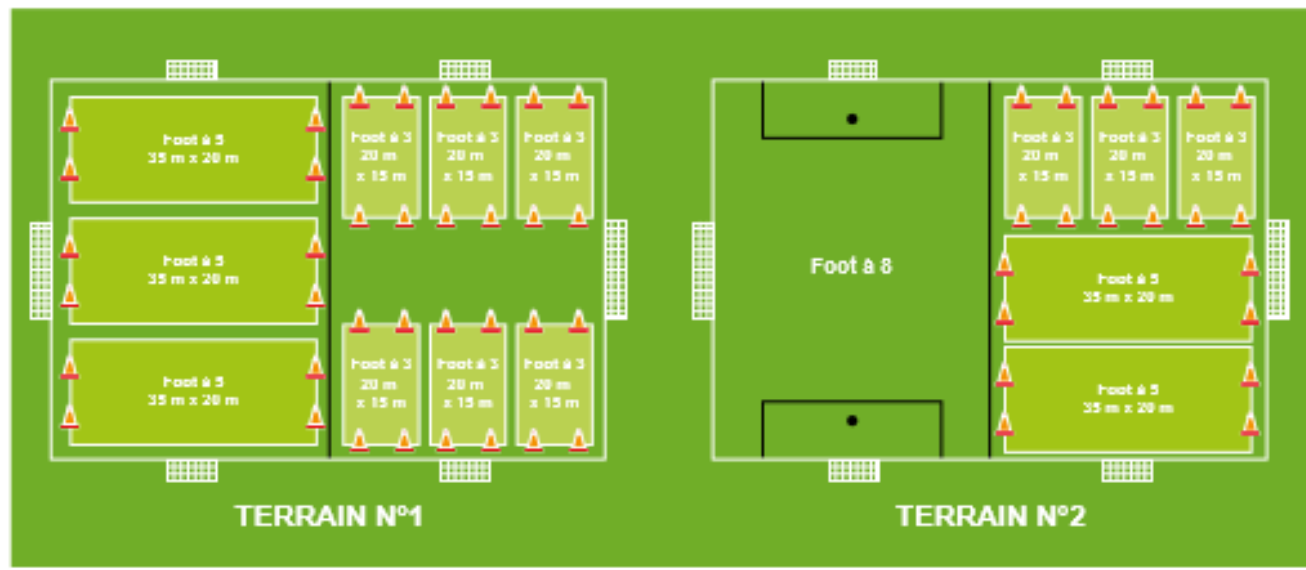 Foot à 5
35 m x 20 m
Foot à 5
35 m x 20 m
Foot à 5
35 m x 20 m
Foot à 3
20 m
x 15 m
Foot à 3
20 m
x 15 m
Foot à 3
20 m
x 15 m
Foot à 3
20 m
x 15 m
Foot à 3
20 m
x 15 m
Foot à 3
20 m
x 15 m
TERRAIN N°1
Foot à 8
Foot à 3
20 m
x 15 m
Foot à 3
20 m
x 15 m
Foot à 3
20 m
x 15 m
Foot à 5
35 m x 20 m
Foot à 5
35 m x 20 m
TERRAIN N°2